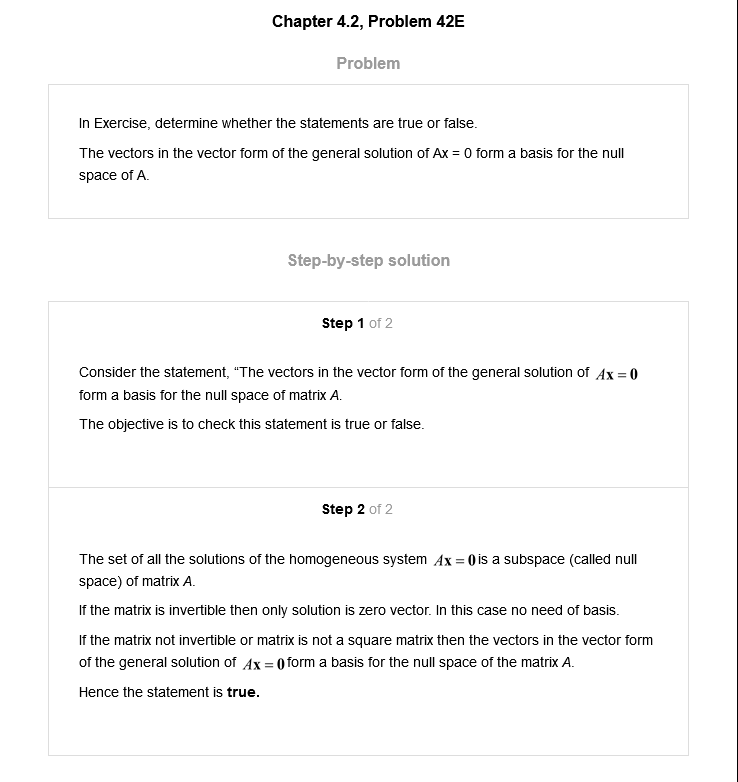 Chapter 4.2, Problem 42E
Problem
In Exercise, determine whether the statements are true or false.
The vectors in the vector form of the general solution of Ax = 0 form a basis for the null
space of A.
Step-by-step solution
Step 1 of 2
Consider the statement, “The vectors in the vector form of the general solution of Ax = 0
form a basis for the null space of matrix A.
The objective is to check this statement is true or false.
Step 2 of 2
The set of all the solutions of the homogeneous system Ax = 0 is a subspace (called null
space) of matrix A.
If the matrix is invertible then only solution is zero vector. In this case no need of basis.
If the matrix not invertible or matrix is not a square matrix then the vectors in the vector form
of the general solution of Ax = 0 form a basis for the null space of the matrix A.
Hence the statement is true.